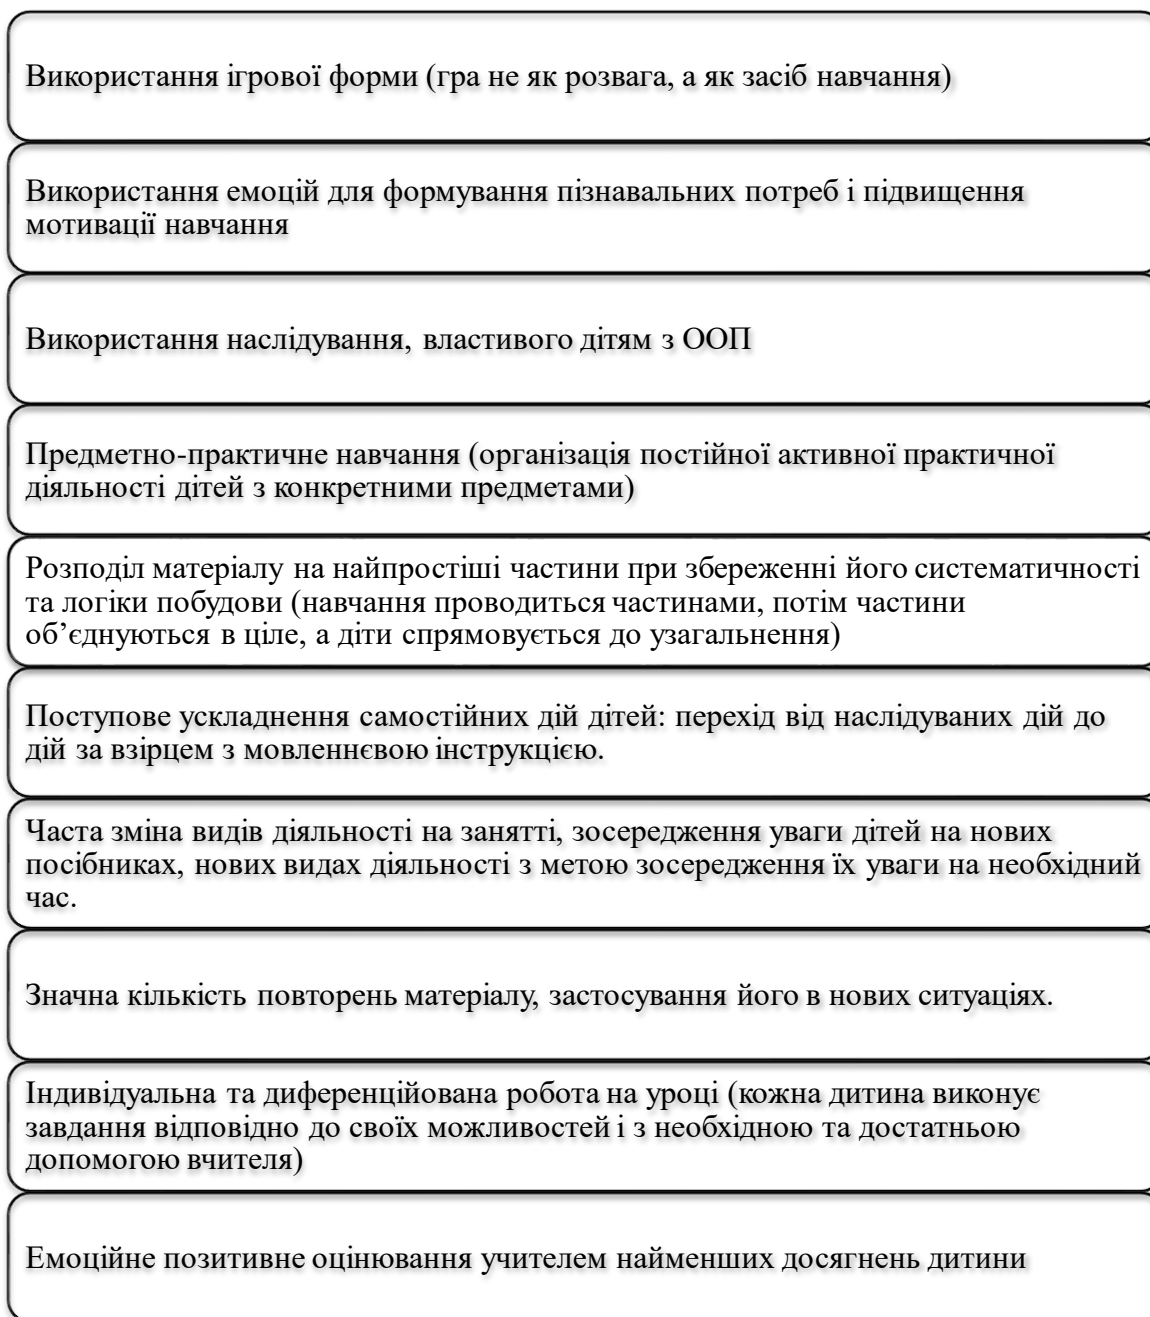 Використання ігрової форми (гра не як розвага, а як засіб навчання)
Використання емоцій для формування пізнавальних потреб і підвищення
мотивації навчання
Використання наслідування, властивого дітям з ООП
Предметно-практичне навчання (організація постійної активної практичної
діяльності дітей з конкретними предметами)
Розподіл матеріалу на найпростіші частини при збереженні його систематичності
та логіки побудови (навчання проводиться частинами, потім частини
об’єднуються в ціле, а діти спрямовується до узагальнення)
Поступове ускладнення самостійних дій дітей: перехід від наслідуваних дій до
дій за взірцем з мовленнєвою інструкцією.
Часта зміна видів діяльності на занятті, зосередження уваги дітей на нових
посібниках, нових видах діяльності з метою зосередження їх уваги на необхідний
час.
Значна кількість повторень матеріалу, застосування його в нових ситуаціях.
Індивідуальна та диференційована робота на уроці (кожна дитина виконує
завдання відповідно до своїх можливостей і з необхідною та достатньою
допомогою вчителя)
Емоційне позитивне оцінювання учителем найменших досягнень дитини